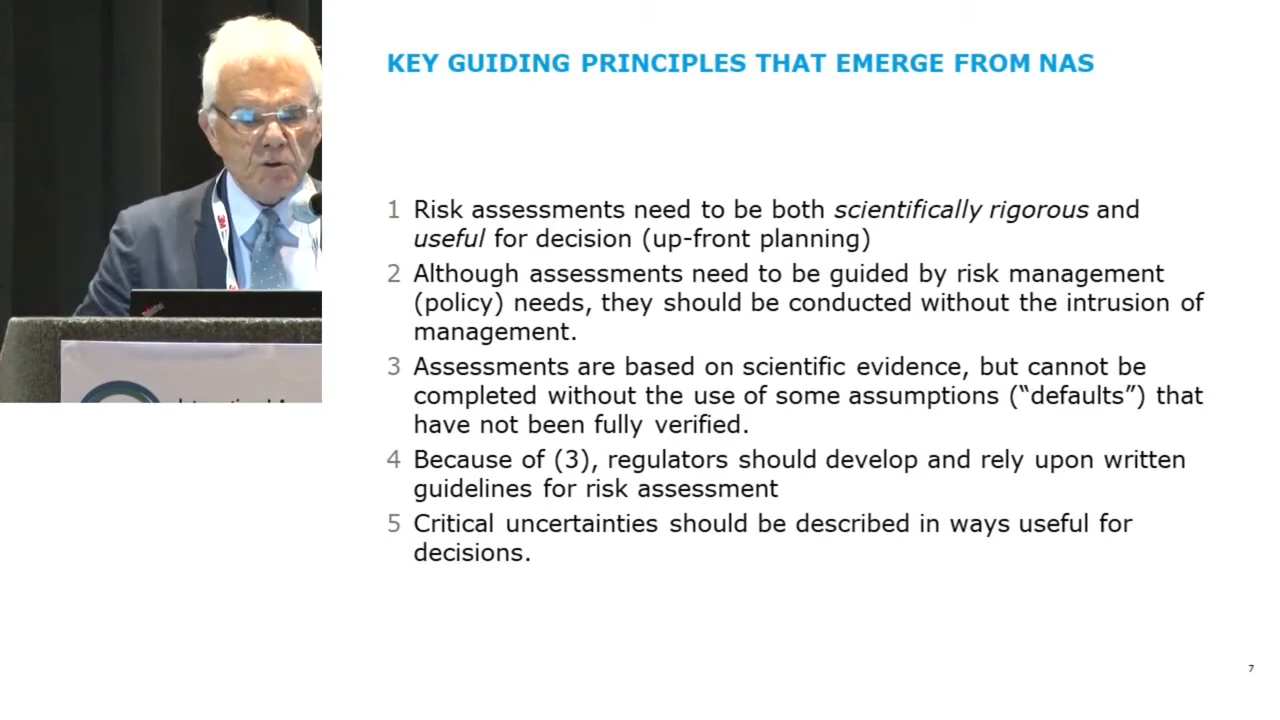 KEY GUIDING PRINCIPLES THAT EMERGE FROM NAS
1 Risk assessments need to be both scientifically rigorous and
useful for decision (up-front planning)
2 Although assessments need to be guided by risk management
(policy) needs, they should be conducted without the intrusion of
management.
3 Assessments are based on scientific evidence, but cannot be
completed without the use of some assumptions (“defaults”) that
have not been fully verified.
4 Because of (3), regulators should develop and rely upon written
guidelines for risk assessment
5 Critical uncertainties should be described in ways useful for
decisions.
7
3M